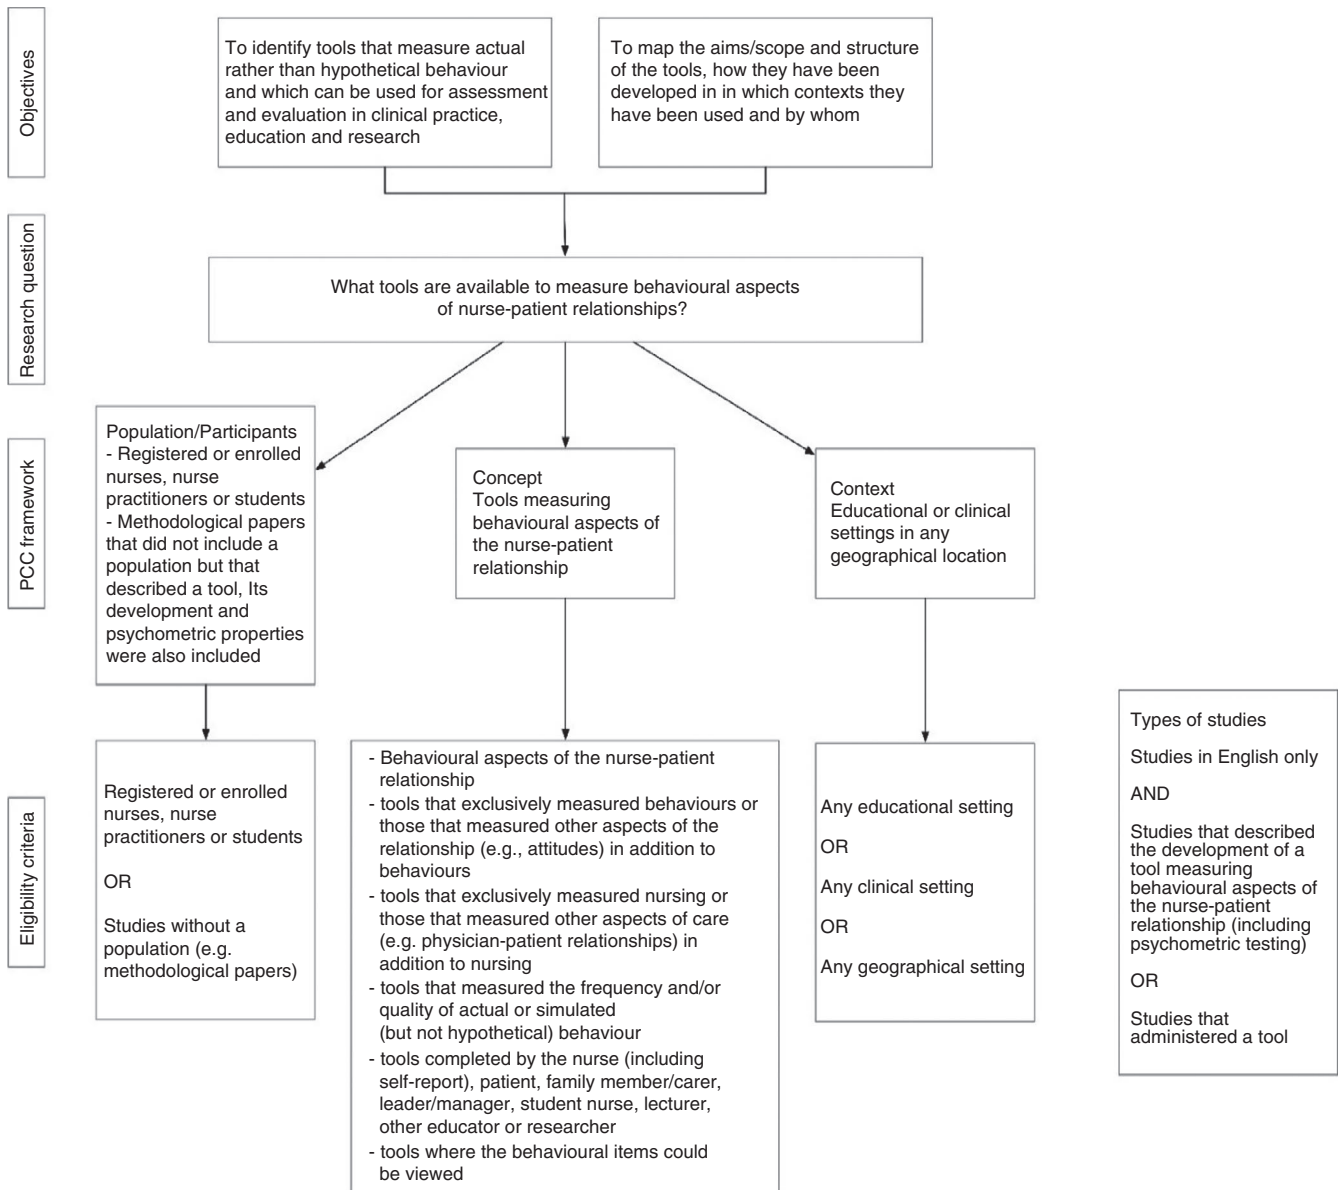 Objectives
To identify tools that measure actual
rather than hypothetical behaviour
and which can be used for assessment
and evaluation in clinical practice,
education and research
To map the aims/scope and structure
of the tools, how they have been
developed in in which contexts they
have been used and by whom
Research question
What tools are available to measure behavioural aspects
of nurse-patient relationships?
PCC framework
Population/Participants
- Registered or enrolled
nurses, nurse
practitioners or students
- Methodological papers
that did not include a
population but that
described a tool, Its
development and
psychometric properties
were also included
Concept
Tools measuring
behavioural aspects of
the nurse-patient
relationship
Context
Educational or clinical
settings in any
geographical location
Eligibility criteria
Registered or enrolled
nurses, nurse
practitioners or students
OR
Studies without a
population (e.g.
methodological papers)
- Behavioural aspects of the nurse-patient
relationship
- tools that exclusively measured behaviours or
those that measured other aspects of the
relationship (e.g., attitudes) in addition to
behaviours
- tools that exclusively measured nursing or
those that measured other aspects of care
(e.g. physician-patient relationships) in
addition to nursing
- tools that measured the frequency and/or
quality of actual or simulated
(but not hypothetical) behaviour
- tools completed by the nurse (including
self-report), patient, family member/carer,
leader/manager, student nurse, lecturer,
other educator or researcher
- tools where the behavioural items could
be viewed
Any educational setting
OR
Any clinical setting
OR
Any geographical setting
Types of studies
Studies in English only
AND
Studies that described
the development of a
tool measuring
behavioural aspects of
the nurse-patient
relationship (including
psychometric testing)
OR
Studies that
administered a tool